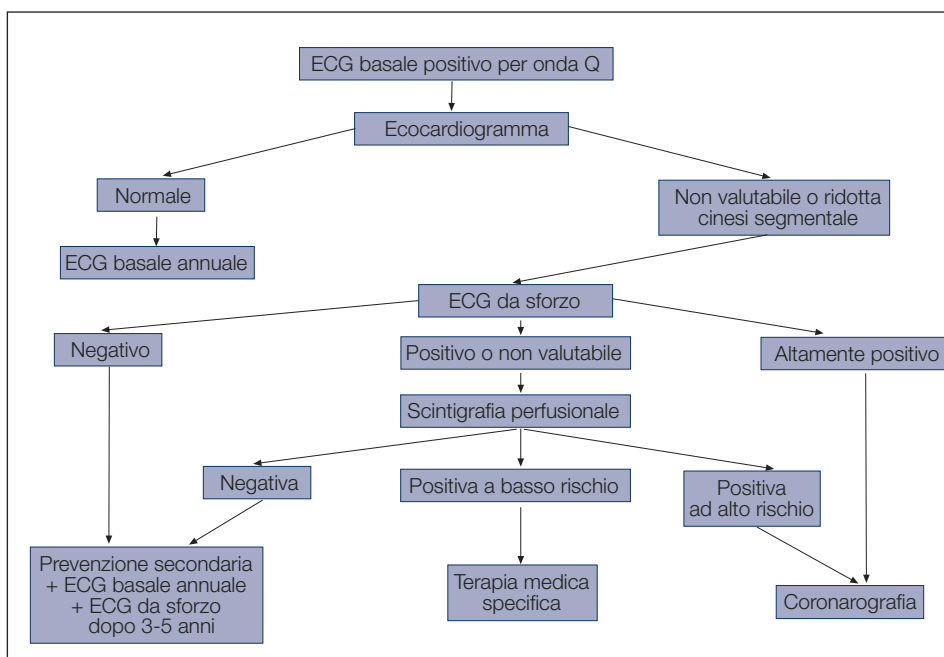 ECG basale positivo per onda Q
Ecocardiogramma
Normale
Non valutabile o ridotta
cinesi segmentale
ECG basale annuale
ECG da sforzo
Negativo
Positivo o non valutabile
Altamente positivo
Scintigrafia perfusionale
Negativa
Positiva a basso rischio
Positiva
ad alto rischio
Prevenzione secondaria
+ ECG basale annuale
+ ECG da sforzo
dopo 3-5 anni
Terapia medica
specifica
Coronarografia